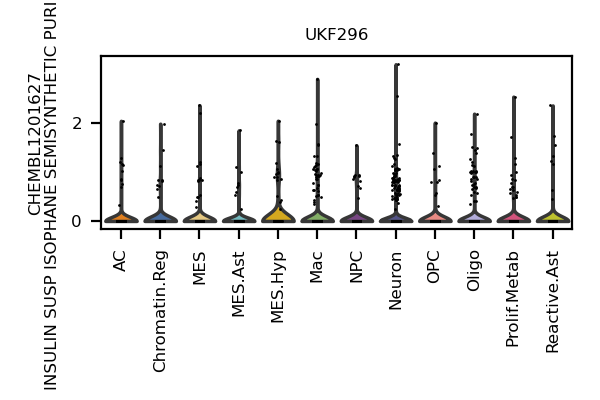 UKF296
CHEMBL1201627
INSULIN SUSP ISOPHANE SEMISYNTHETIC PURI
2
0
AC
Chromatin.Reg
MES
MES.Ast
MES.Hyp
Mac
NPC
Neuron
OPC
Oligo
Prolif.Metab
Reactive.Ast